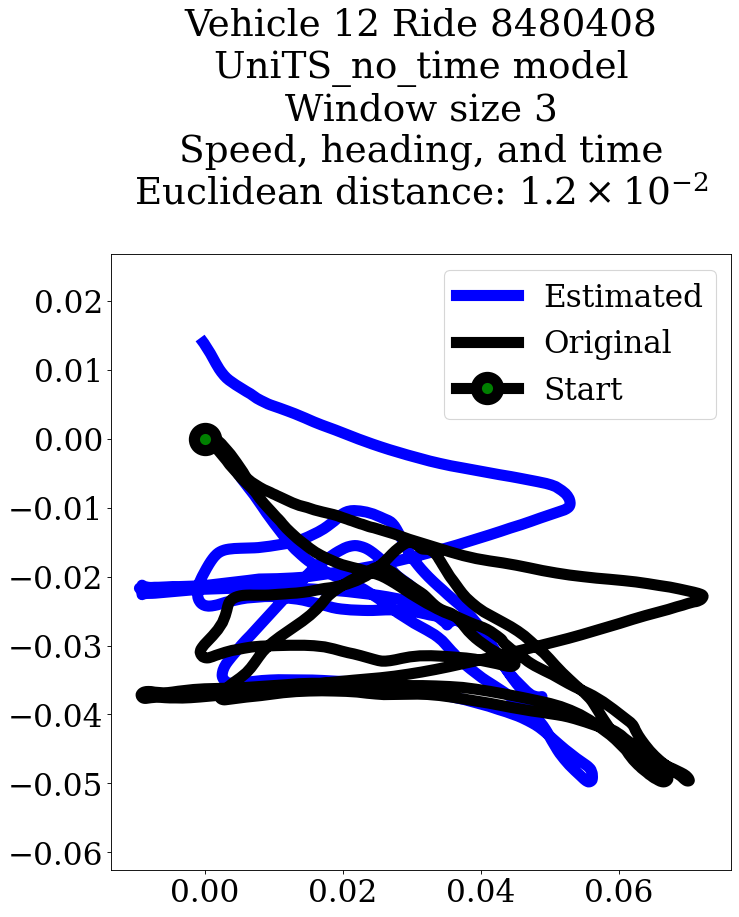 Vehicle 12 Ride 8480408
UniTS_no_time model
Window size 3
Speed, heading, and time
Euclidean distance: 1.2 × 10⁻²
Estimated
Original
Start
0.02
0.01
0.00
−0.01
−0.02
−0.03
−0.04
−0.05
−0.06
0.00 0.02 0.04 0.06